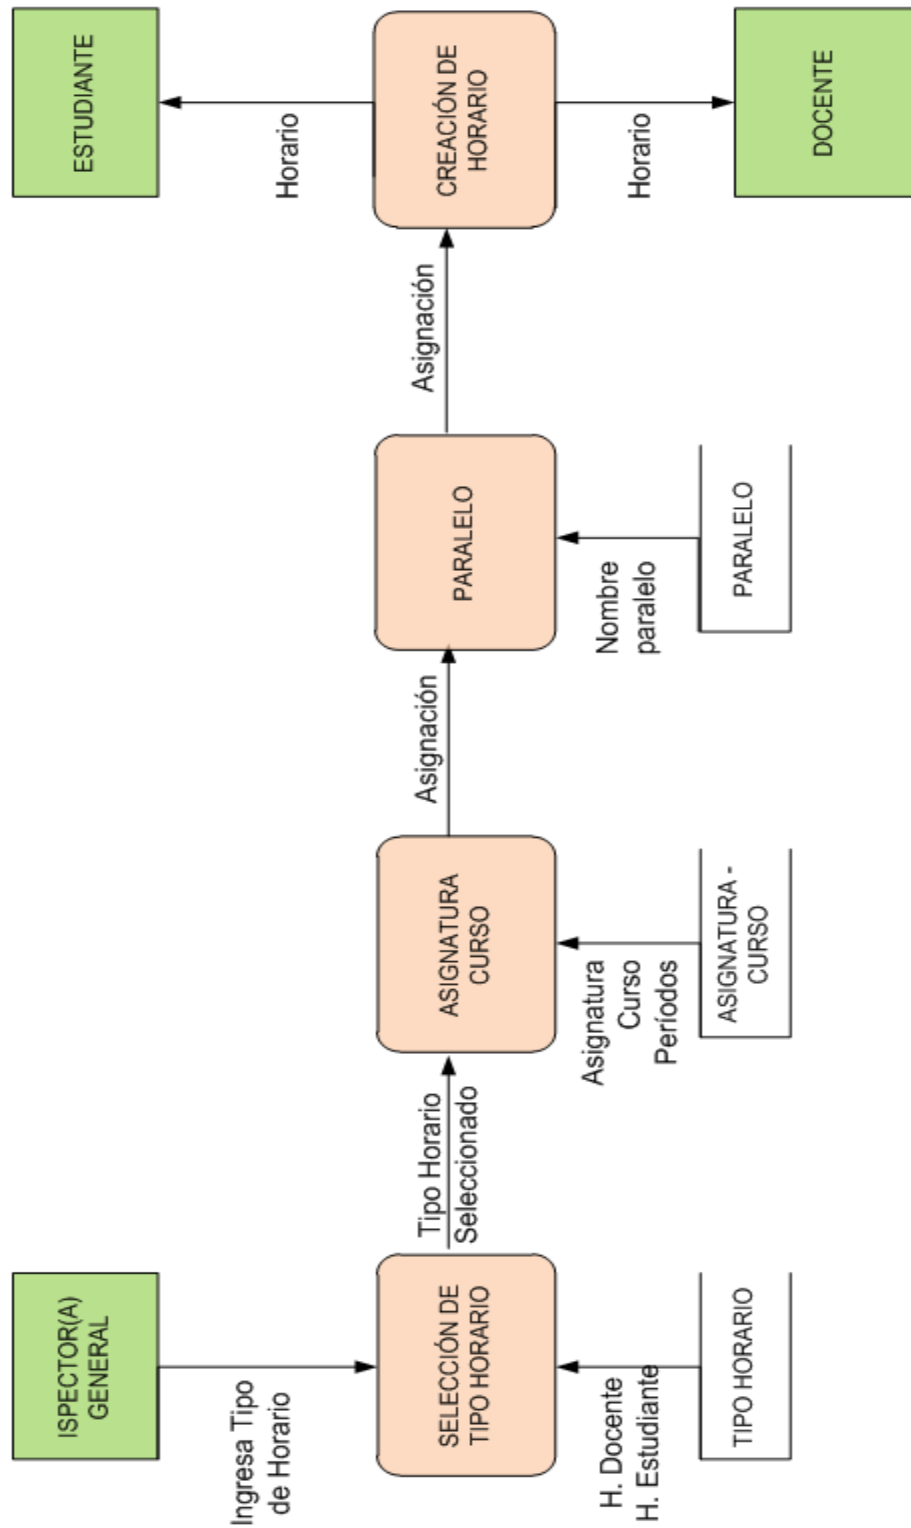 ISPECTOR(A)
GENERAL
Ingresa Tipo
de Horario
SELECCIÓN DE
TIPO HORARIO
H. Docente
H. Estudiante
TIPO HORARIO
Tipo Horario
Seleccionado
ASIGNATURA
CURSO
Asignatura
Curso
Períodos
ASIGNATURA -
CURSO
Asignación
PARALELO
Nombre
paralelo
PARALELO
Asignación
CREACIÓN DE
HORARIO
Horario
ESTUDIANTE
Horario
DOCENTE